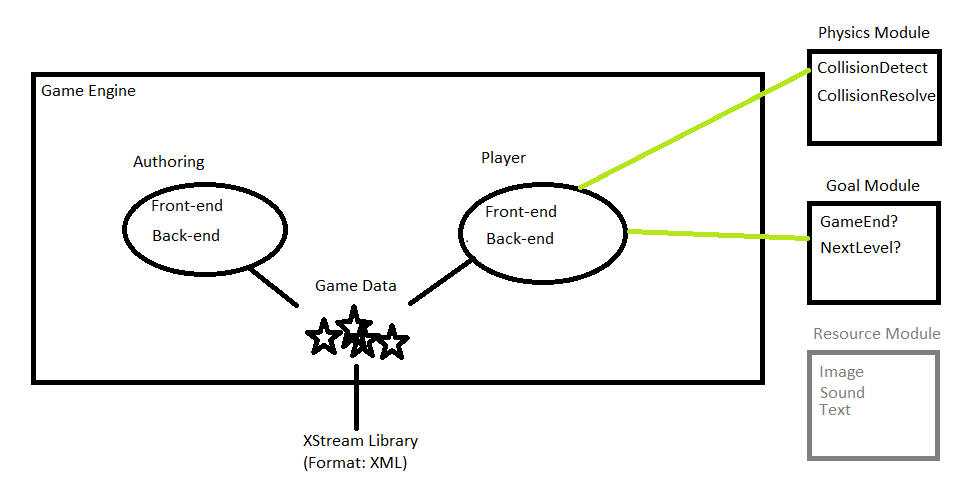 Physics Module
CollisionDetect
CollisionResolve
Game Engine
Authoring
Front-end
Back-end
Player
Front-end
Back-end
Goal Module
GameEnd?
NextLevel?
Game Data
Resource Module
Image
Sound
Text
XStream Library
(Format: XML)